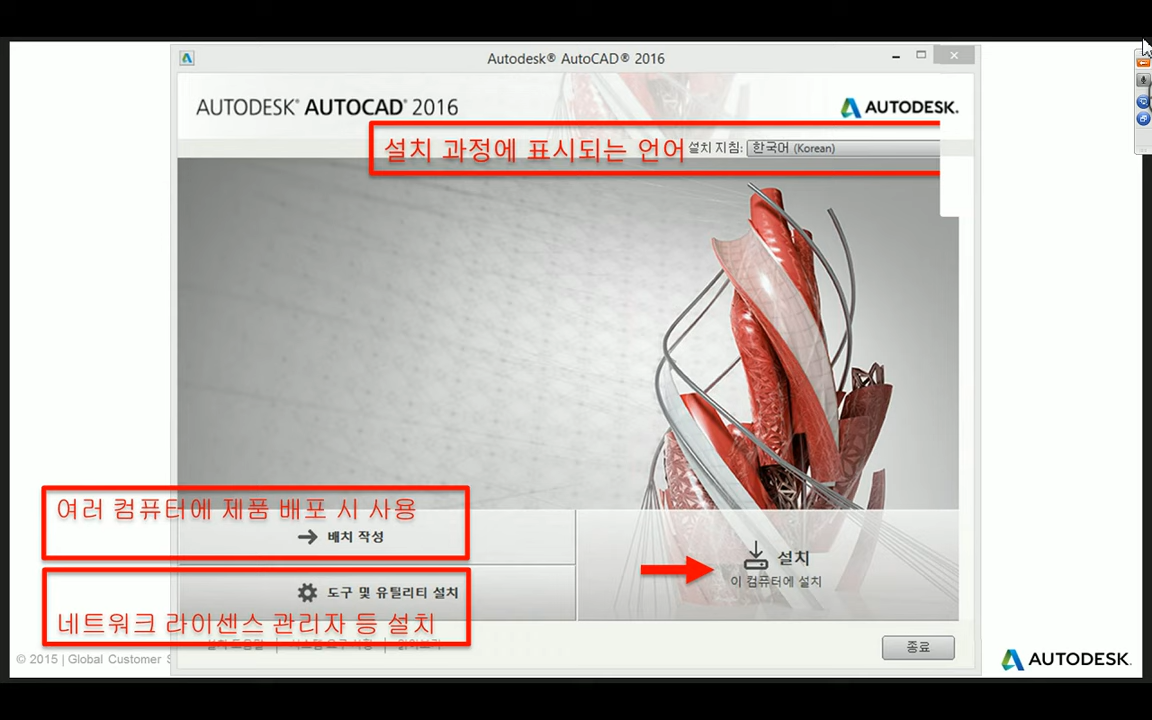 Autodesk® AutoCAD® 2016
AUTODESK® AUTOCAD® 2016
AUTODESK.
설치 과정에 표시되는 언어
설치 지침: 한국어 (Korean)
여러 컴퓨터에 제품 배포 시 사용
배치 작성
도구 및 유틸리티 설치
네트워크 라이센스 관리자 등 설치
설치
이 컴퓨터에 설치
종료
© 2015 | Global Customer
AUTODESK.